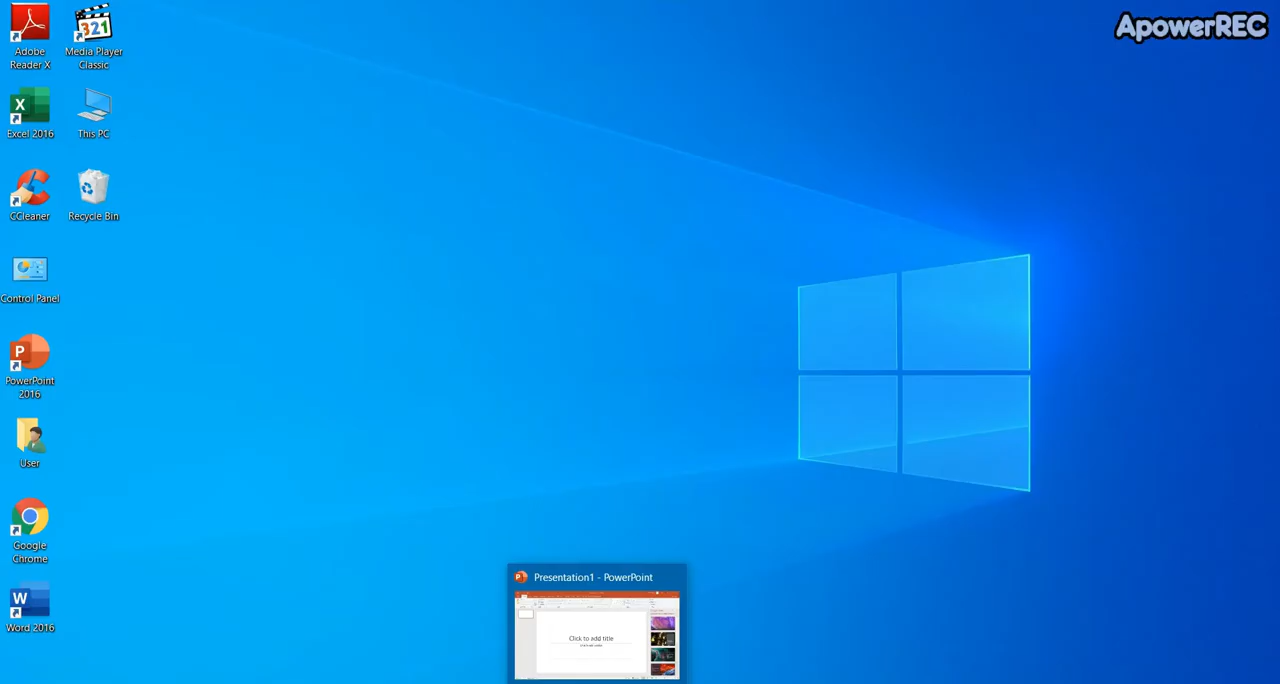 ApowerREC
Adobe
Reader X
Media Player
Classic
321
Excel 2016
This PC
CCleaner
Recycle Bin
Control Panel
PowerPoint
2016
User
Google
Chrome
Word 2016
Presentation1 - PowerPoint
Click to add title